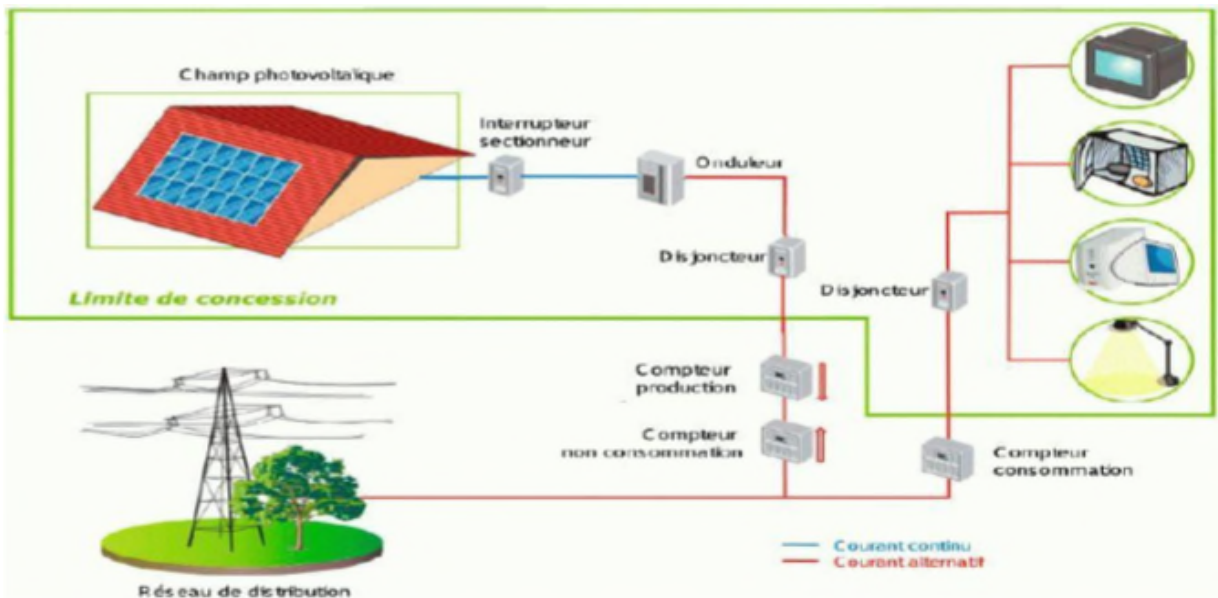 Champ photovoltaïque
Interrupteur
sectionneur
Onduleur
Disjoncteur
Disjoncteur
Limite de concession
Compteur
production
Compteur
non consommation
Compteur
consommation
Courant continu
Courant alternatif
Réseau de distribution